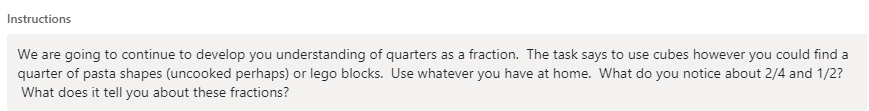 Instructions
We are going to continue to develop you understanding of quarters as a fraction.  The task says to use cubes however you could find a
quarter of pasta shapes (uncooked perhaps) or lego blocks.  Use whatever you have at home.  What do you notice about 2/4 and 1/2?
What does it tell you about these fractions?